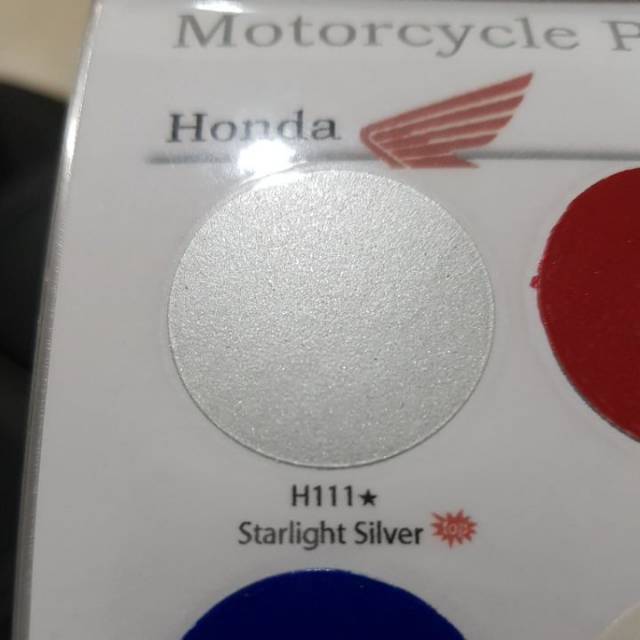 Motorcycle P
Honda
H111★
Starlight Silver